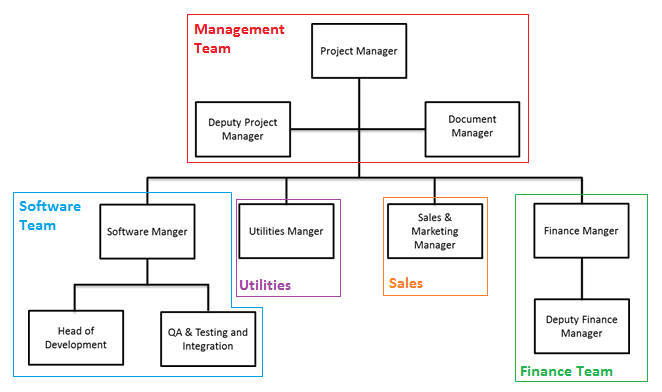 Management
Team
Project Manager
Deputy Project
Manager
Document
Manager
Software
Team
Software Manger
Utilities Manger
Sales &
Marketing
Manager
Finance Manger
Utilities
Sales
Head of
Development
QA & Testing and
Integration
Deputy Finance
Manager
Finance Team